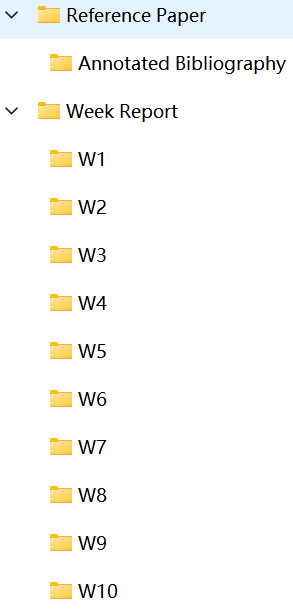 Reference Paper
Annotated Bibliography
Week Report
W1
W2
W3
W4
W5
W6
W7
W8
W9
W10